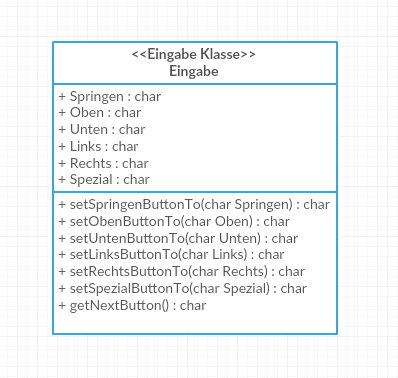 <<Eingabe Klasse>>
Eingabe
+ Springen : char
+ Oben : char
+ Unten : char
+ Links : char
+ Rechts : char
+ Spezial : char
+ setSpringenButtonTo(char Springen) : char
+ setObenButtonTo(char Oben) : char
+ setUntenButtonTo(char Unten) : char
+ setLinksButtonTo(char Links) : char
+ setRechtsButtonTo(char Rechts) : char
+ setSpezialButtonTo(char Spezial) : char
+ getNextButton() : char